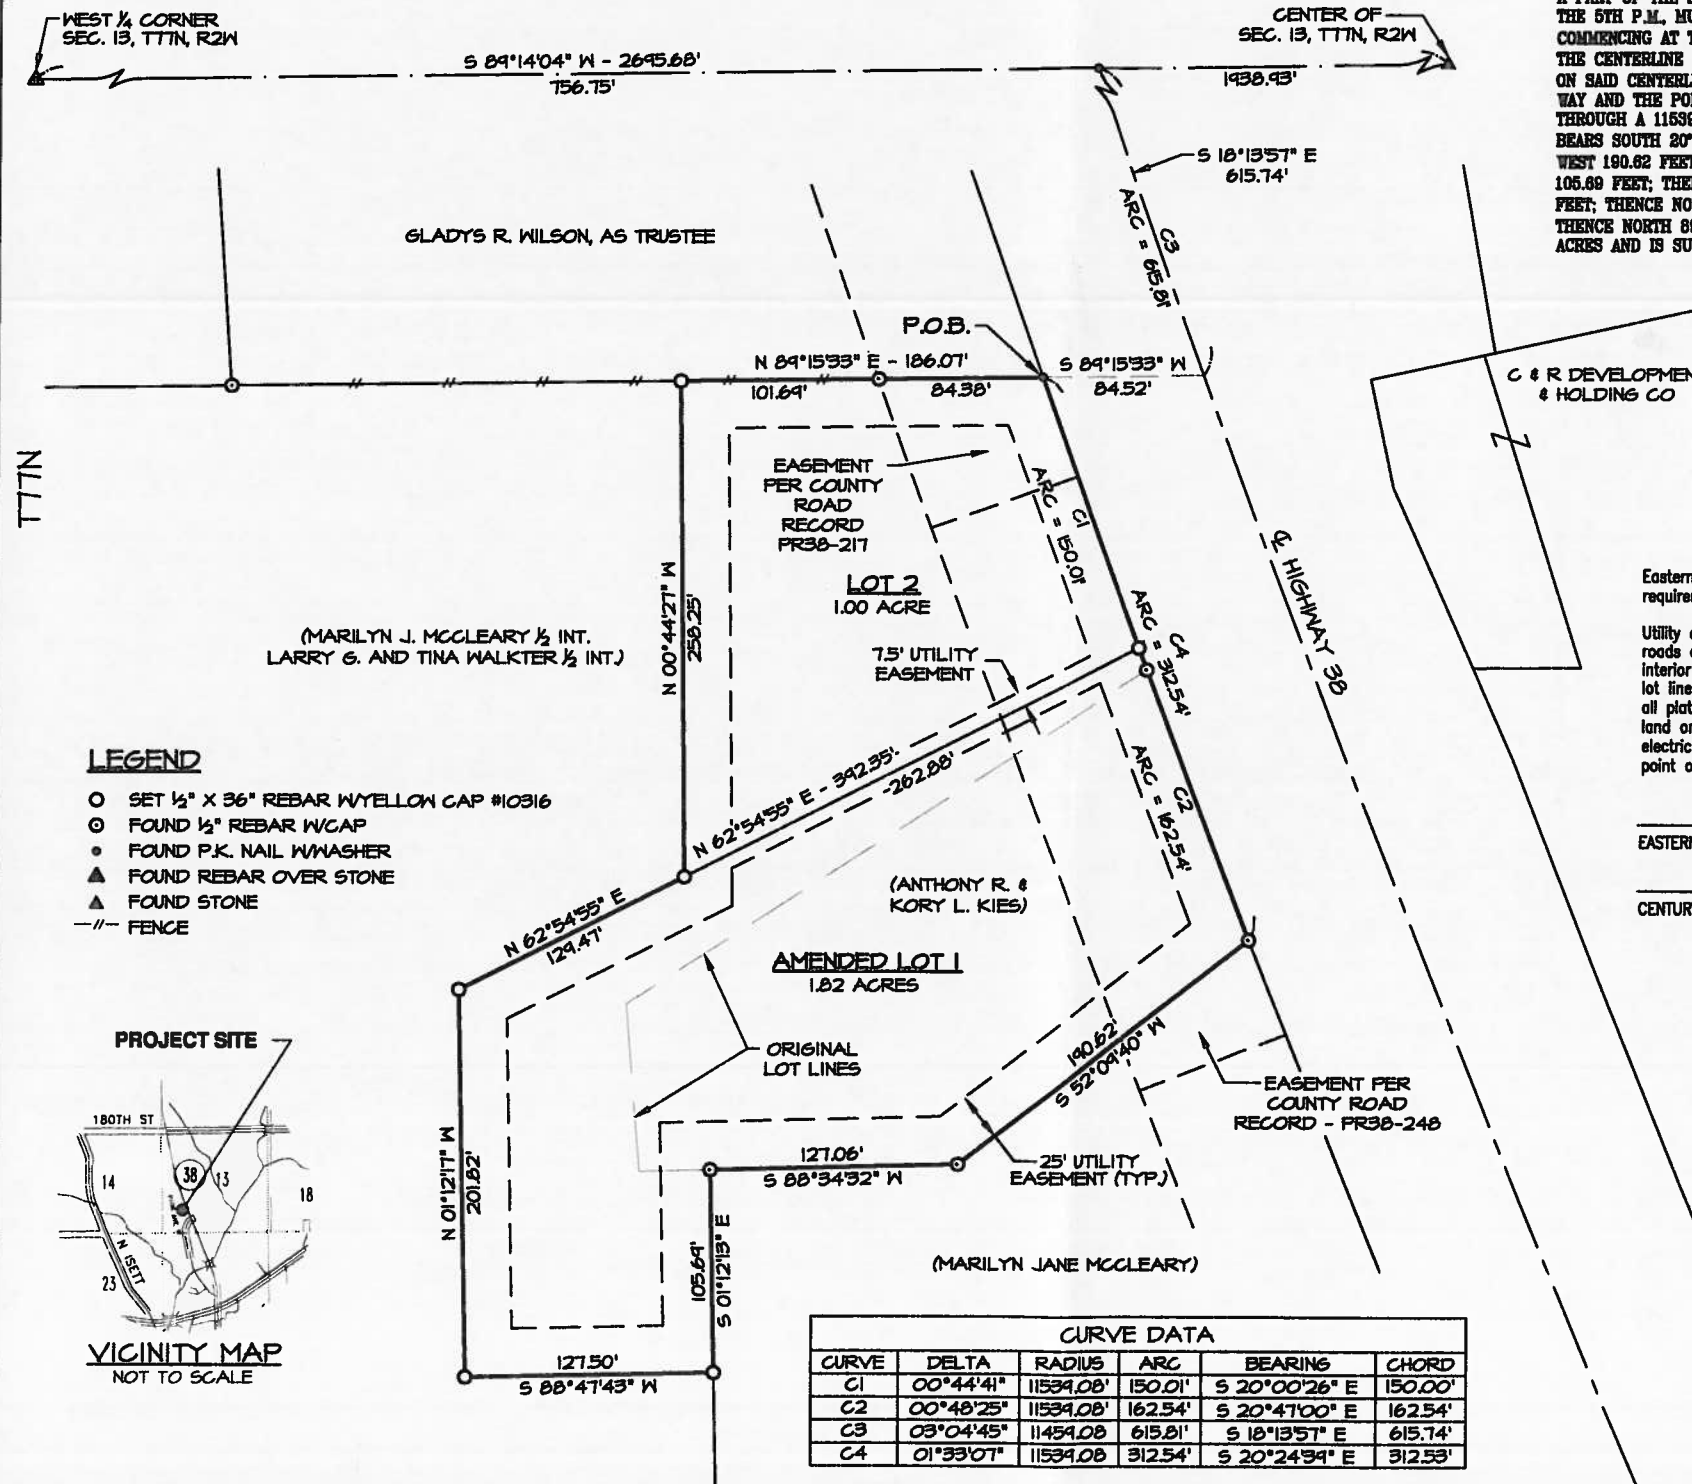 WEST ¼ CORNER
SEC. 13, T77N, R2W
S 89°14'04" W - 2695.68'
756.75'
1938.93'
CENTER OF
SEC. 13, T77N, R2W
THE 5TH P.M.,
COMMENCING AT
THE CENTERLINE
ON SAID
WAY AND THE
THROUGH A
BEARS SOUTH 20°
WEST 190.62 FEET
105.69 FEET;
FEET; THENCE
THENCE NORTH
ACRES AND IS
S 18°13'57" E
615.74'
C3
ARC = 615.81'
GLADYS R. WILSON, AS TRUSTEE
P.O.B.
N 89°15'33" E - 186.07'
101.69'
84.38'
S 89°15'33" W
84.52'
C & R
& HOLDING CO
T77N
EASEMENT
PER COUNTY
ROAD
RECORD
PR38-217
C1
ARC = 150.01'
LOT 2
1.00 ACRE
℄ HIGHWAY 38
N 00°44'27" W
258.25'
(MARILYN J. MCCLEARY ½ INT.
LARRY G. AND TINA WALKTER ½ INT.)
7.5' UTILITY
EASEMENT
C4
ARC = 312.54'
Utility
roads
interior
lot
all
land
point
N 62°54'55" E - 392.35'
262.88'
C2
ARC = 162.54'
LEGEND
SET ½" X 36" REBAR W/YELLOW CAP #10316
FOUND ½" REBAR W/CAP
FOUND P.K. NAIL W/WASHER
FOUND REBAR OVER STONE
FOUND STONE
—//— FENCE
N 62°54'55" E
129.47'
(ANTHONY R. &
KORY L. KIES)
AMENDED LOT 1
1.82 ACRES
ORIGINAL
LOT LINES
190.62'
S 52°09'40" W
EASEMENT PER
COUNTY ROAD
RECORD - PR38-248
25' UTILITY
EASEMENT (TYP.)
127.06'
S 88°34'32" W
N 01°12'17" W
201.82'
105.69'
S 01°12'13" E
127.50'
S 88°47'43" W
(MARILYN JANE MCCLEARY)
PROJECT SITE
180TH ST
14
38
13
18
N ISETT
23
VICINITY MAP
NOT TO SCALE
CURVE DATA
CURVE DELTA RADIUS ARC BEARING CHORD
C1 00°44'41" 11539.08' 150.01' S 20°00'26" E 150.00'
C2 00°48'25" 11539.08' 162.54' S 20°47'00" E 162.54'
C3 03°04'45" 11459.08 615.81' S 18°13'57" E 615.74'
C4 01°33'07" 11539.08 312.54' S 20°24'39" E 312.53'